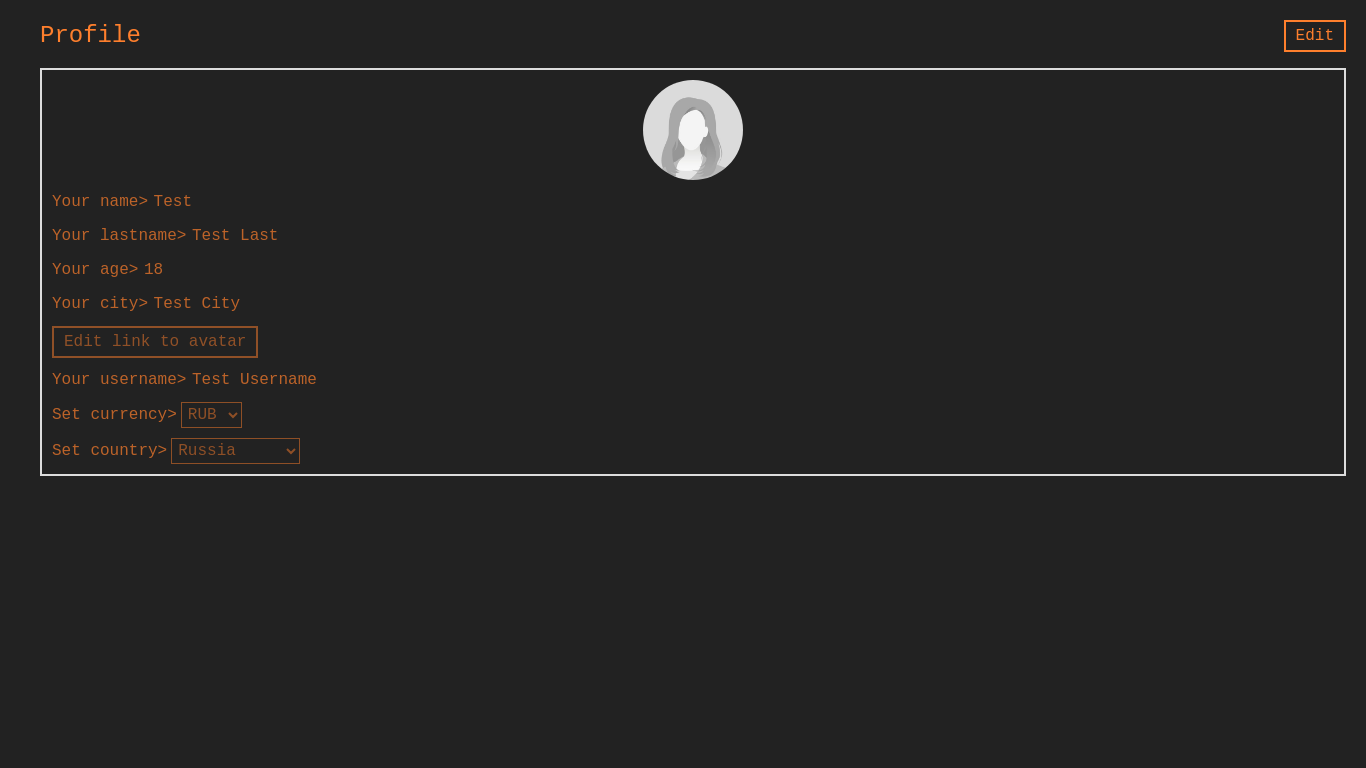 Profile
Edit
Your name> Test
Your lastname> Test Last
Your age> 18
Your city> Test City
Edit link to avatar
Your username> Test Username
Set currency> RUB
Set country> Russia